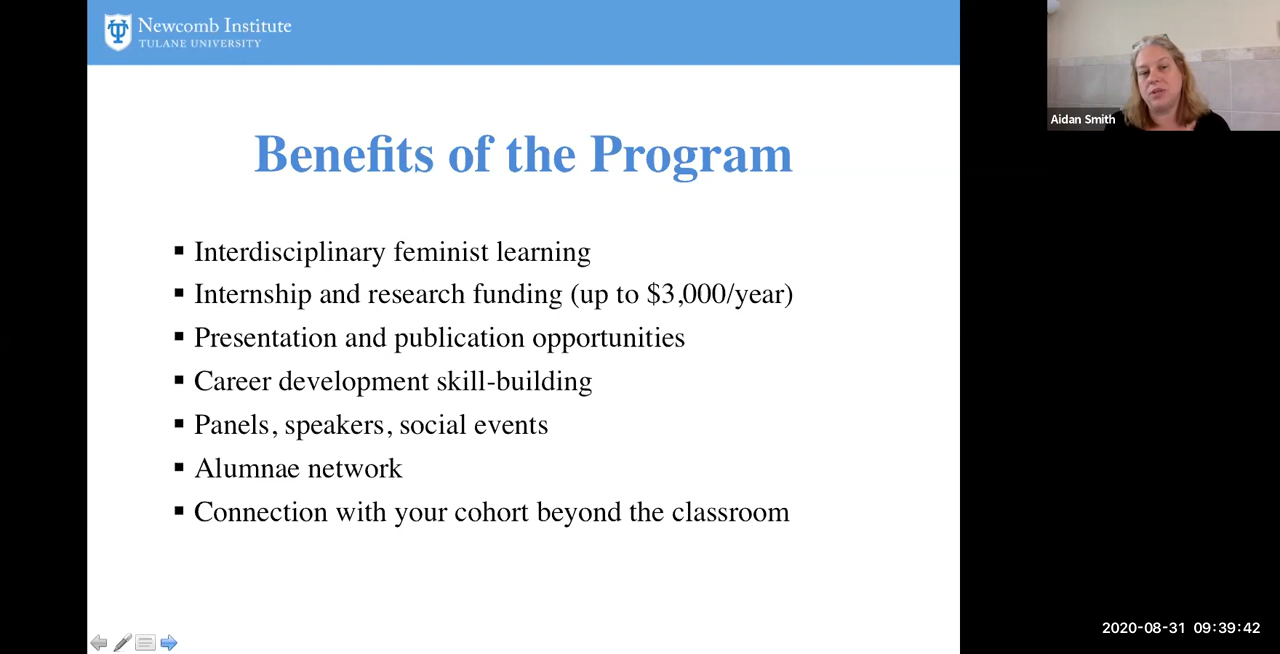 Newcomb Institute
TULANE UNIVERSITY
Aidan Smith
Benefits of the Program
▪ Interdisciplinary feminist learning
▪ Internship and research funding (up to $3,000/year)
▪ Presentation and publication opportunities
▪ Career development skill-building
▪ Panels, speakers, social events
▪ Alumnae network
▪ Connection with your cohort beyond the classroom
2020-08-31 09:39:42